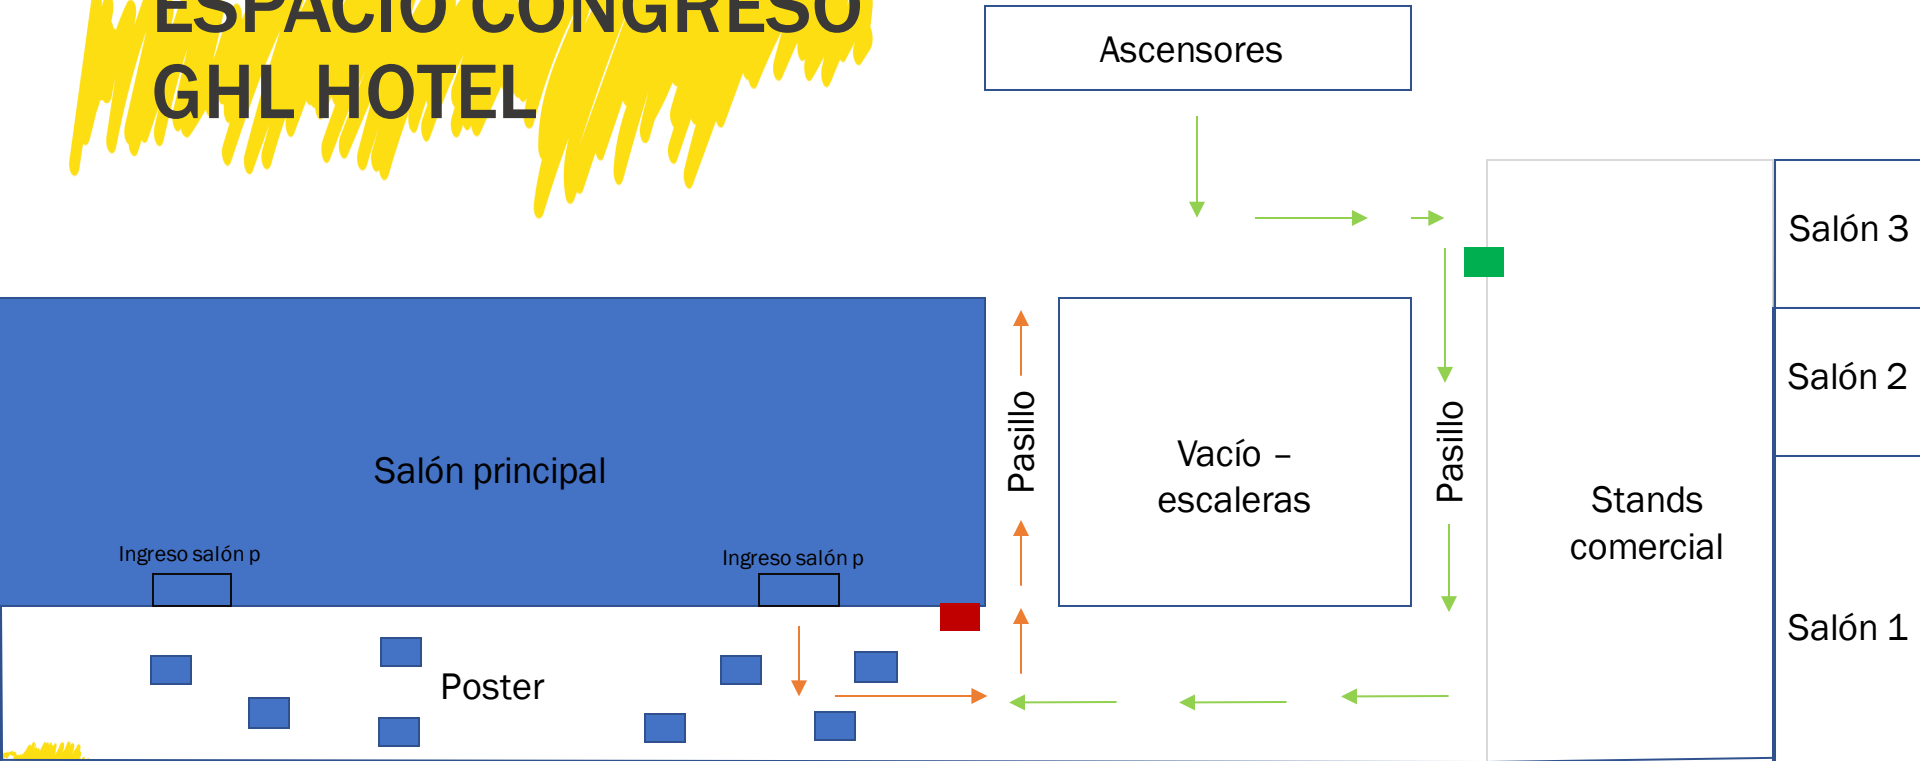 ESPACIO CONGRESO
GHL HOTEL
Ascensores
Salón 3
Salón 2
Pasillo
Pasillo
Vacío –
escaleras
Salón principal
Stands
comercial
Ingreso salón p
Ingreso salón p
Salón 1
Poster